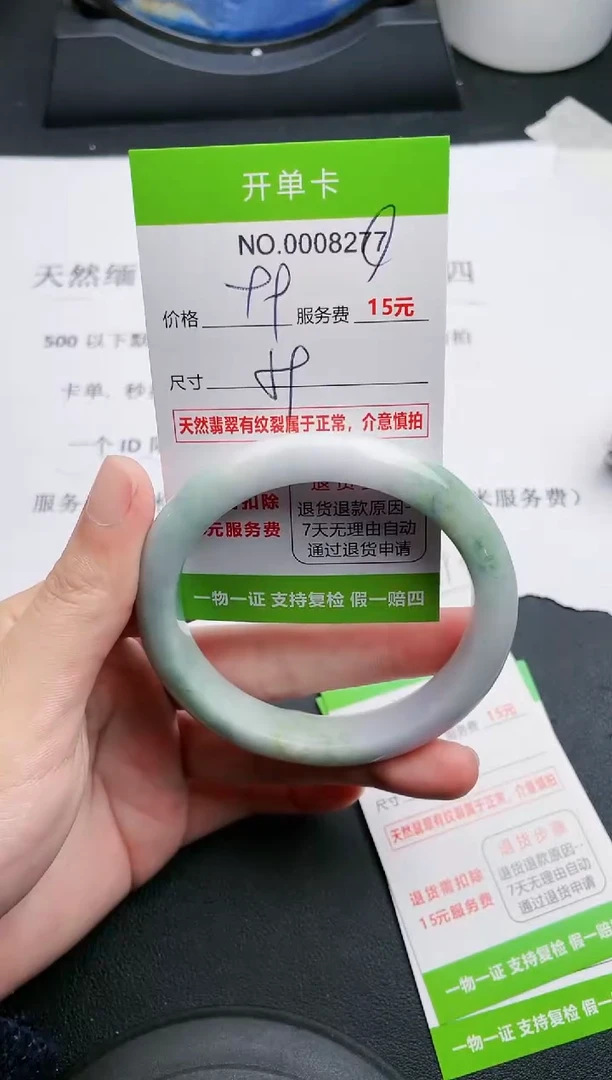 开单卡
NO.0008277
价格 服务费 15元
尺寸
天然翡翠有纹裂属于正常，介意慎拍
扣除
元服务费
退货退款原因--
7天无理由自动
通过退货申请
一物一证 支持复检 假一赔四
天然缅
四
500 以下默
拍
卡单、秒
一个 ID
服务
米服务费）
服务费 15元
尺寸
天然翡翠有纹裂属于正常，介意慎拍
退货需扣除
15元服务费
退货步骤
退货退款原因--
7天无理由自动
通过退货申请
一物一证 支持复检 假一赔
一物一证 支持复检 假一